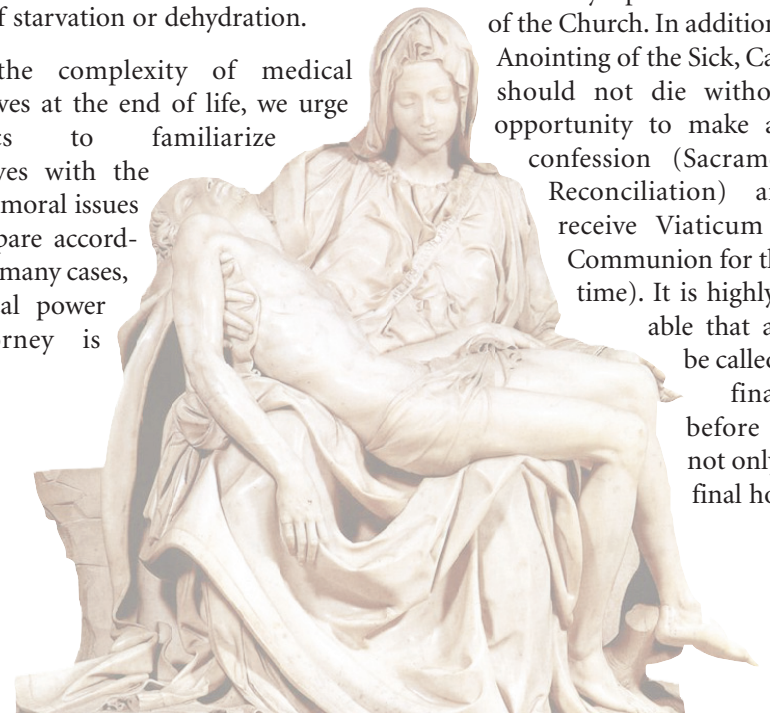 f starvation or dehydration.
the complexity of medical
ves at the end of life, we urge
ts to familiarize
ves with the
moral issues
pare accord-
many cases,
al power
rney is
of the Church. In addition
Anointing of the Sick, Ca
should not die witho
opportunity to make a
confession (Sacram
Reconciliation) a
receive Viaticum
Communion for th
time). It is highly
able that a
be called
fina
before
not only
final ho